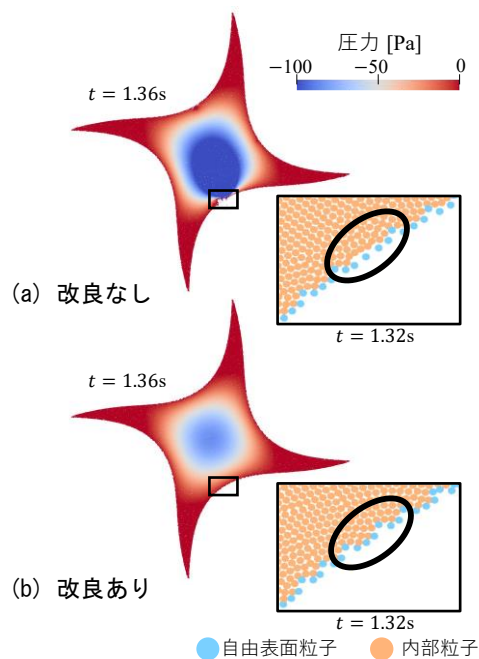 圧力 [Pa]
−100 −50 0
t = 1.36s
t = 1.32s
(a) 改良なし
t = 1.36s
t = 1.32s
(b) 改良あり
自由表面粒子 内部粒子